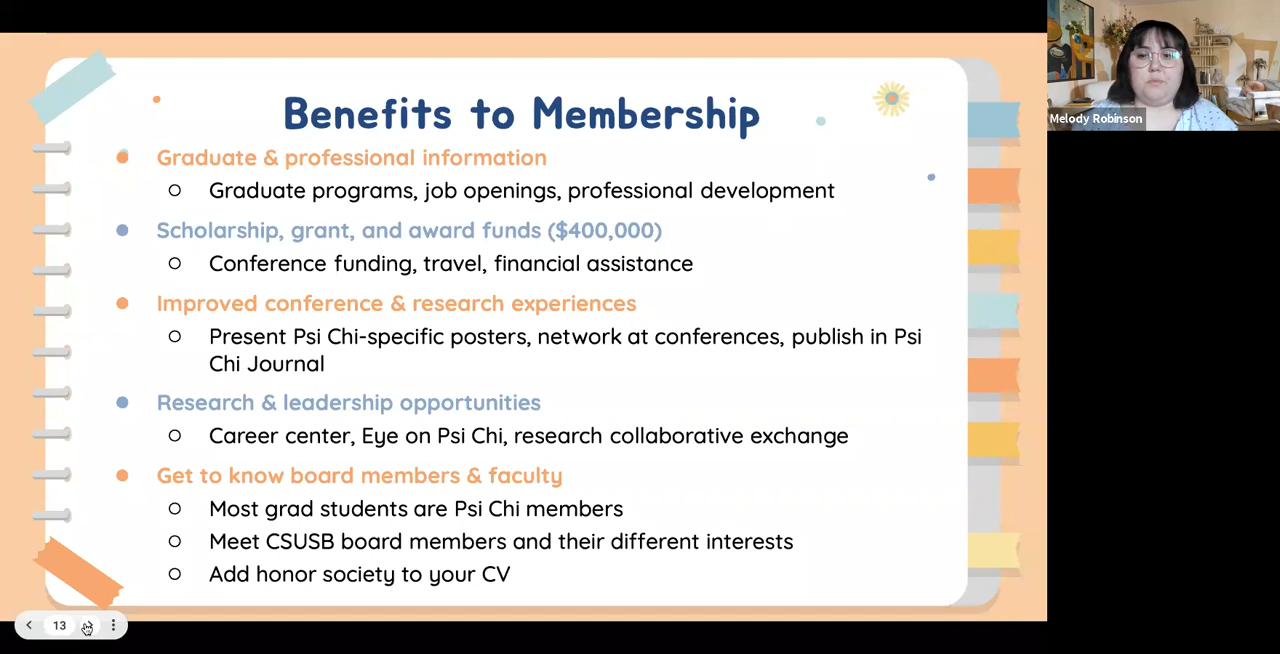 Benefits to Membership
Graduate & professional information
Graduate programs, job openings, professional development
Scholarship, grant, and award funds ($400,000)
Conference funding, travel, financial assistance
Improved conference & research experiences
Present Psi Chi-specific posters, network at conferences, publish in Psi
Chi Journal
Research & leadership opportunities
Career center, Eye on Psi Chi, research collaborative exchange
Get to know board members & faculty
Most grad students are Psi Chi members
Meet CSUSB board members and their different interests
Add honor society to your CV
13
Melody Robinson